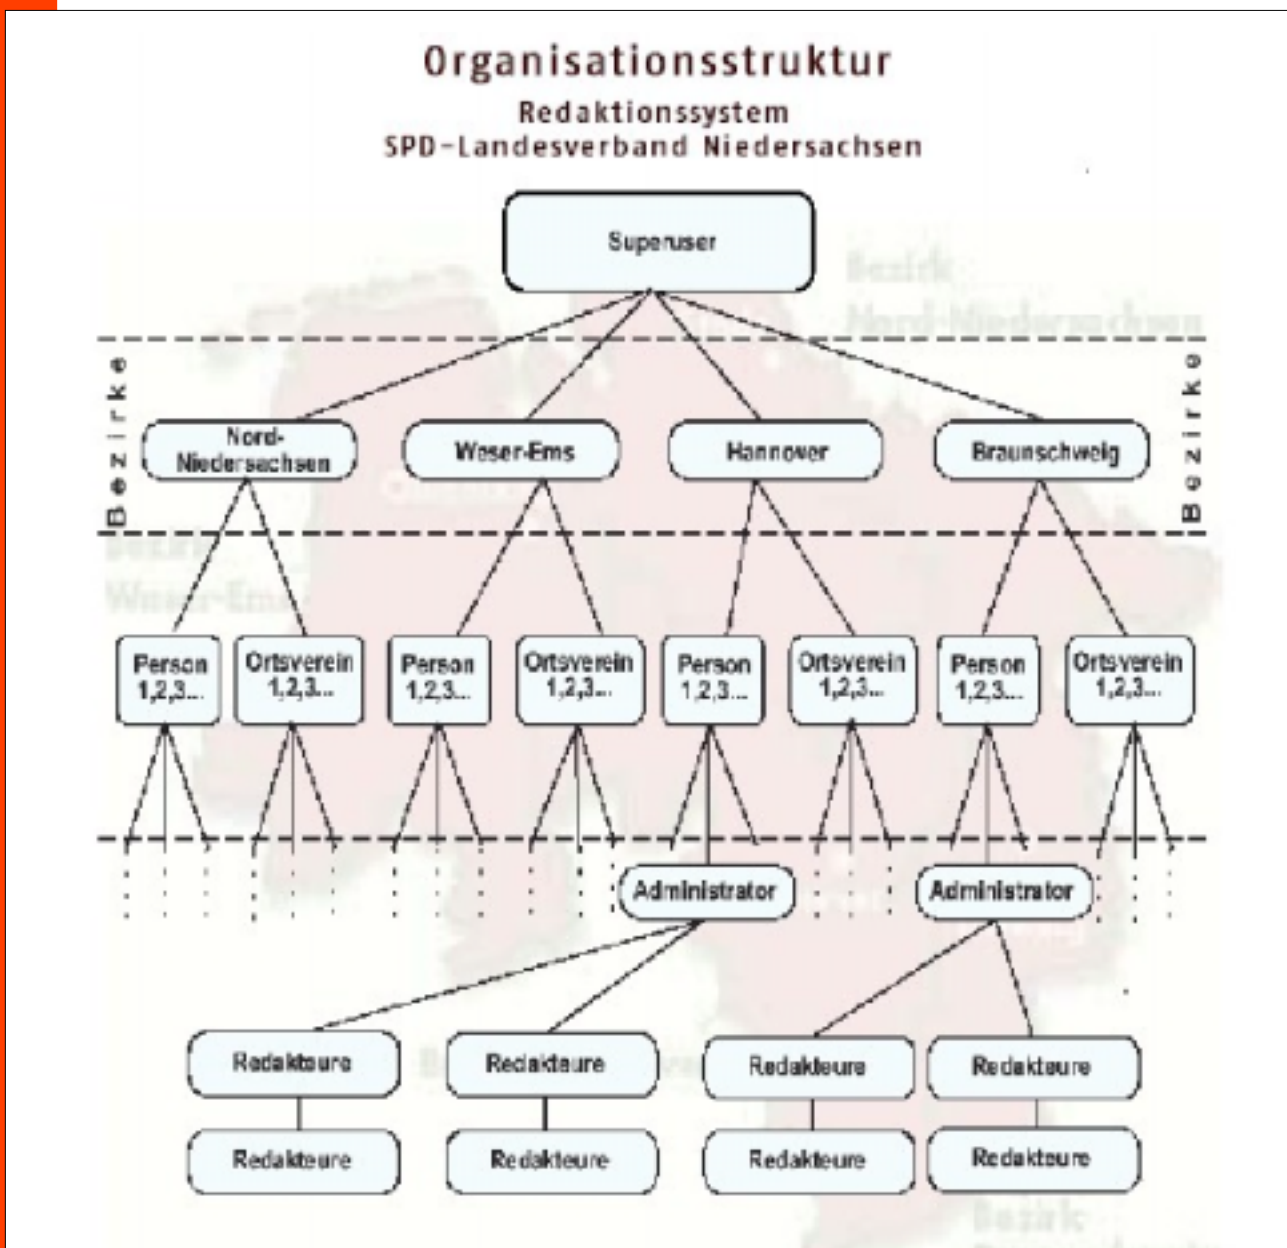 Organisationsstruktur
Redaktionssystem
SPD-Landesverband Niedersachsen
Superuser
Bezirk
Nord-Niedersachsen
Bezirke
Bezirke
Nord-
Niedersachsen
Weser-Ems
Hannover
Braunschweig
Bezirk
Weser-Ems
Person
1,2,3...
Ortsverein
1,2,3...
Person
1,2,3...
Ortsverein
1,2,3...
Person
1,2,3...
Ortsverein
1,2,3...
Person
1,2,3...
Ortsverein
1,2,3...
Administrator
Administrator
Redakteure
Redakteure
Redakteure
Redakteure
Redakteure
Redakteure
Redakteure
Redakteure
Bezirk